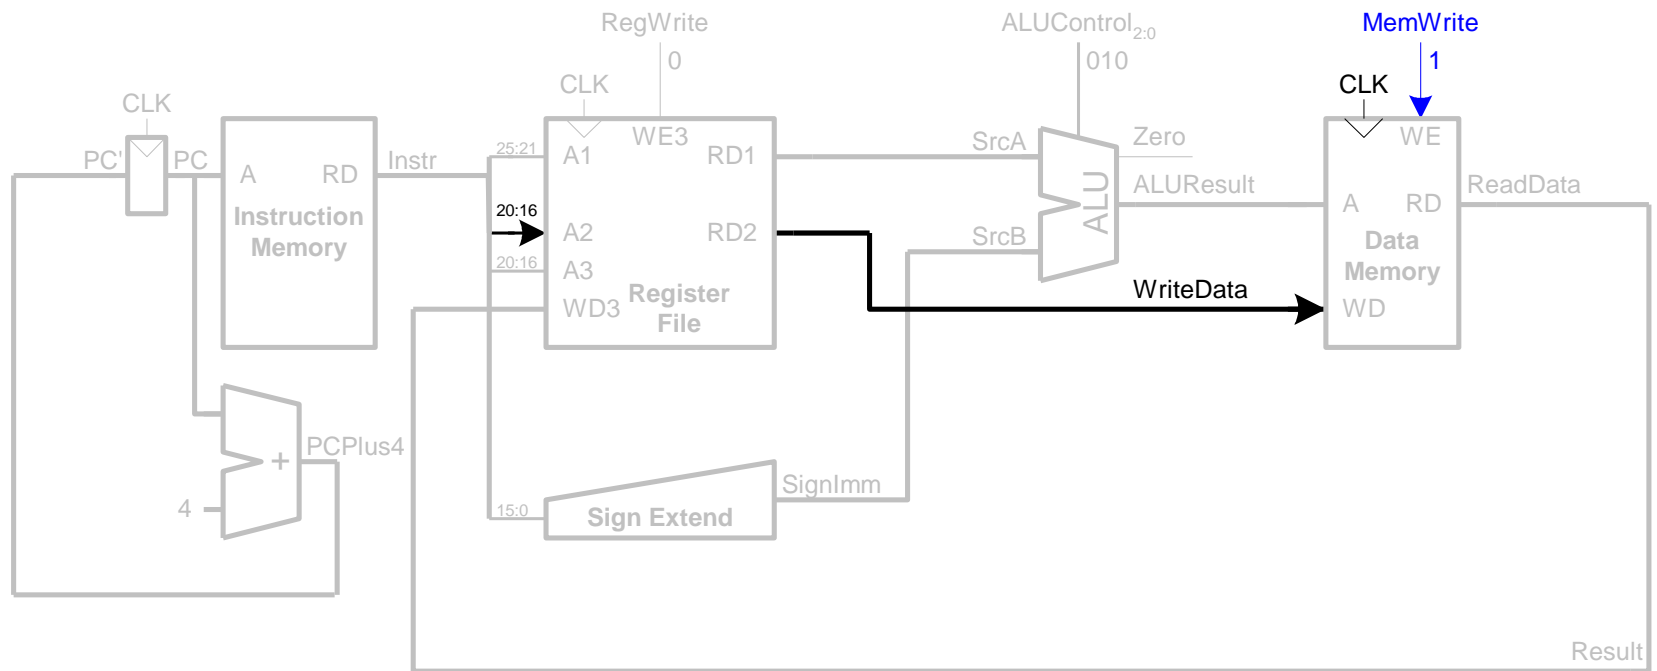 RegWrite
ALUControl2:0
MemWrite
0
010
1
CLK
CLK
CLK
WE3
WE
PC'
PC
A
RD
Instr
25:21
A1
RD1
SrcA
Zero
Instruction
Memory
20:16
A2
RD2
SrcB
ALU
ALUResult
A
RD
ReadData
20:16
A3
Data
Memory
WD3
Register
File
WriteData
WD
+
PCPlus4
4
SignImm
15:0
Sign Extend
Result